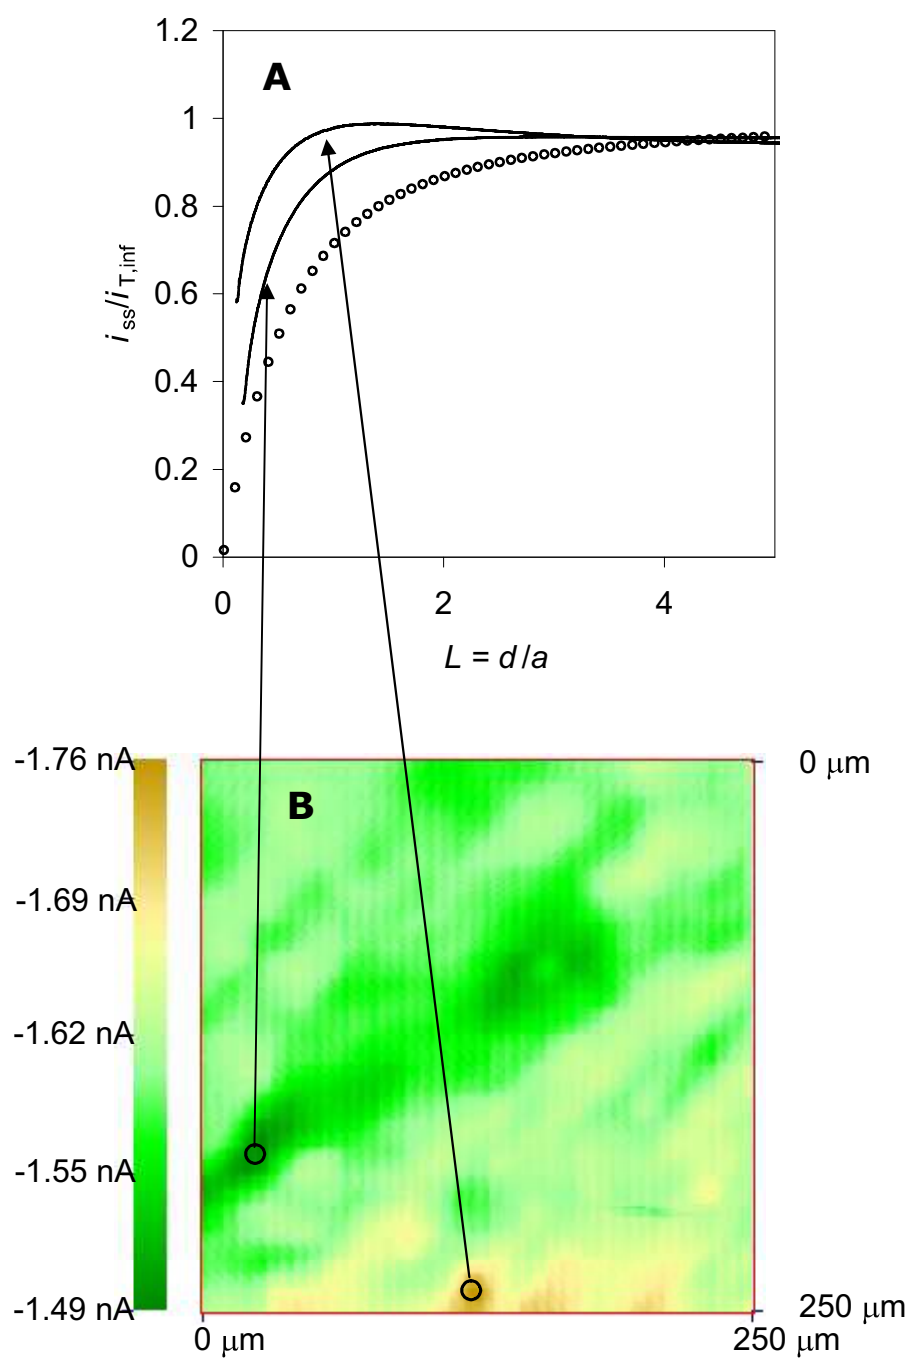 1.2
A
1
0.8
i ss/i T,inf
0.6
0.4
0.2
0
0 2 4
L = d/a
-1.76 nA 0 μm
B
-1.69 nA
-1.62 nA
-1.55 nA
-1.49 nA 250 μm
0 μm 250 μm